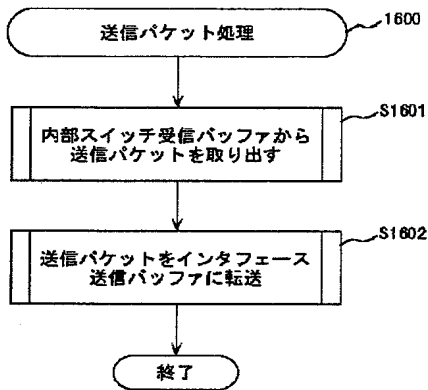 送信パケット処理
1600
内部スイッチ受信バッファから
送信パケットを取り出す
S1601
送信パケットをインタフェース
送信バッファに転送
S1602
終了